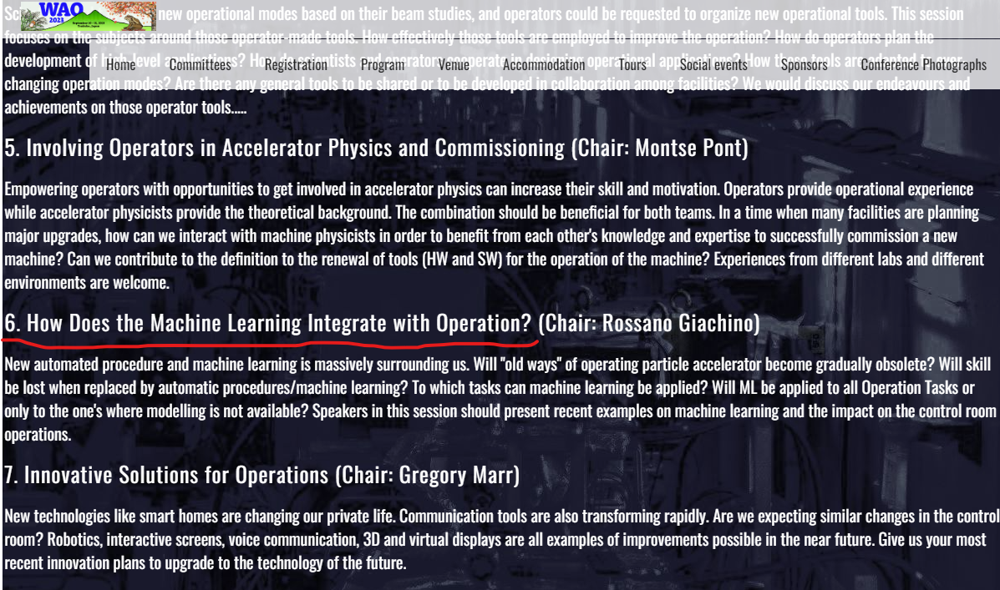 WAO
2023
September 10 - 15, 2023
Tsukuba, Japan
new operational modes based on their beam studies, and operators could be to organize new operational tools. This session
focuses on the subjects around those operator-made tools. How effectively those tools are employed to improve the operation? How do operators plan the
development of high-level applications? How do scientists and operators cooperate in designing operational applications? How those tools are adapted to ever-
Home Committees Registration Program Venue Accommodation Tours Social events Sponsors Conference Photographs
changing operation modes? Are there any general tools to be shared or to be developed in collaboration among facilities? We would discuss our endeavours and
achievements on those operator tools.....
5. Involving Operators in Accelerator Physics and Commissioning (Chair: Montse Pont)
Empowering operators with opportunities to get involved in accelerator physics can increase their skill and motivation. Operators provide operational experience
while accelerator physicists provide the theoretical background. The combination should be beneficial for both teams. In a time when many facilities are planning
major upgrades, how can we interact with machine physicists in order to benefit from each other's knowledge and expertise to successfully commission a new
machine? Can we contribute to the definition to the renewal of tools (HW and SW) for the operation of the machine? Experiences from different labs and different
environments are welcome.
6. How Does the Machine Learning Integrate with Operation? (Chair: Rossano Giachino)
New automated procedure and machine learning is massively surrounding us. Will "old ways" of operating particle accelerator become gradually obsolete? Will skill
be lost when replaced by automatic procedures/machine learning? To which tasks can machine learning be applied? Will ML be applied to all Operation Tasks or
only to the one's where modelling is not available? Speakers in this session should present recent examples on machine learning and the impact on the control room
operations.
7. Innovative Solutions for Operations (Chair: Gregory Marr)
New technologies like smart homes are changing our private life. Communication tools are also transforming rapidly. Are we expecting similar changes in the control
room? Robotics, interactive screens, voice communication, 3D and virtual displays are all examples of improvements possible in the near future. Give us your most
recent innovation plans to upgrade to the technology of the future.